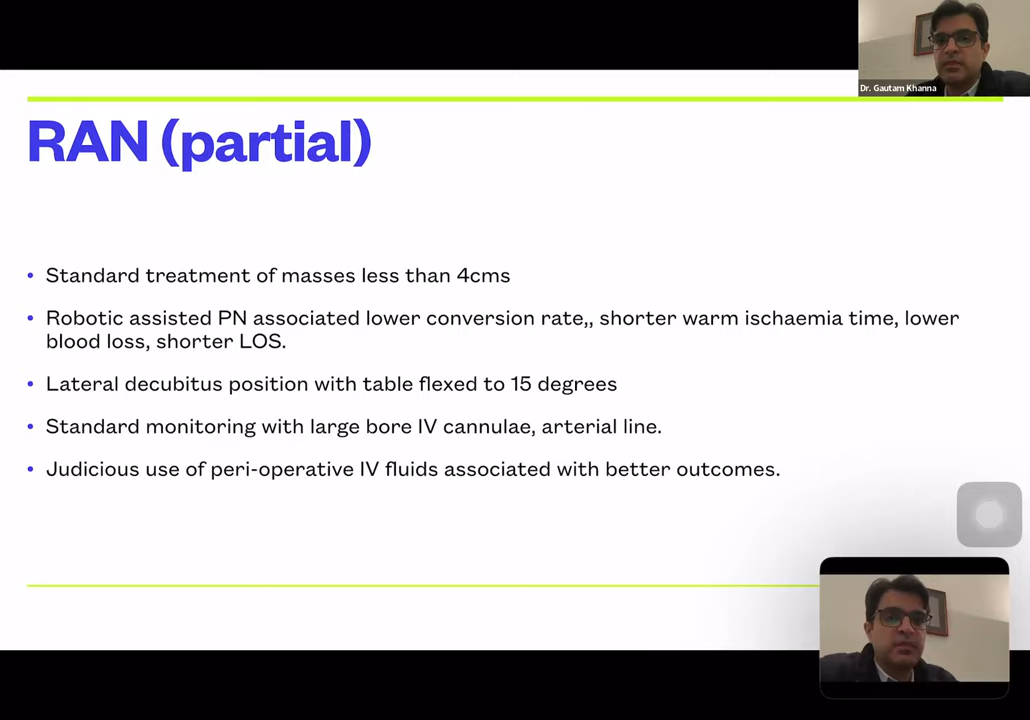 Dr. Gautam Khanna
RAN (partial)
• Standard treatment of masses less than 4cms
• Robotic assisted PN associated lower conversion rate,, shorter warm ischaemia time, lower
blood loss, shorter LOS.
• Lateral decubitus position with table flexed to 15 degrees
• Standard monitoring with large bore IV cannulae, arterial line.
• Judicious use of peri-operative IV fluids associated with better outcomes.